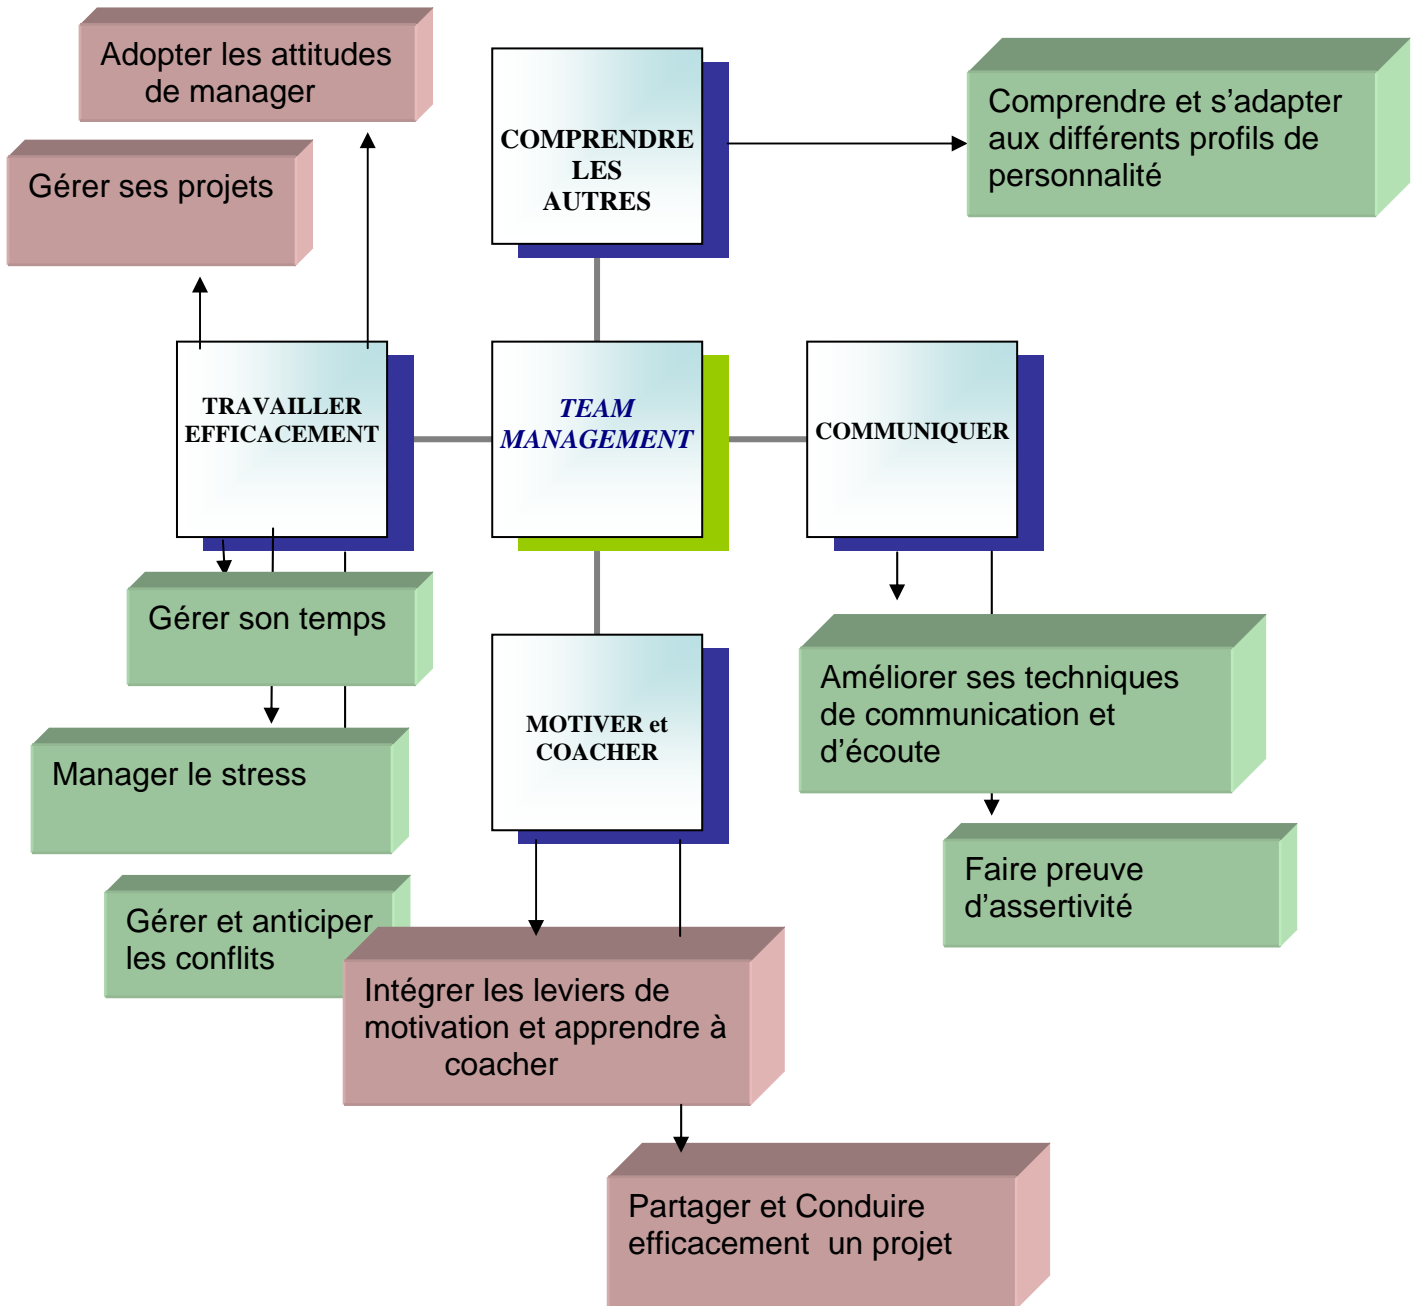 Adopter les attitudes
de manager
Gérer ses projets
COMPRENDRE
LES
AUTRES
Comprendre et s’adapter
aux différents profils de
personnalité
TRAVAILLER
EFFICACEMENT
TEAM
MANAGEMENT
COMMUNIQUER
Gérer son temps
Manager le stress
Gérer et anticiper
les conflits
MOTIVER et
COACHER
Améliorer ses techniques
de communication et
d’écoute
Faire preuve
d’assertivité
Intégrer les leviers de
motivation et apprendre à
coacher
Partager et Conduire
efficacement  un projet